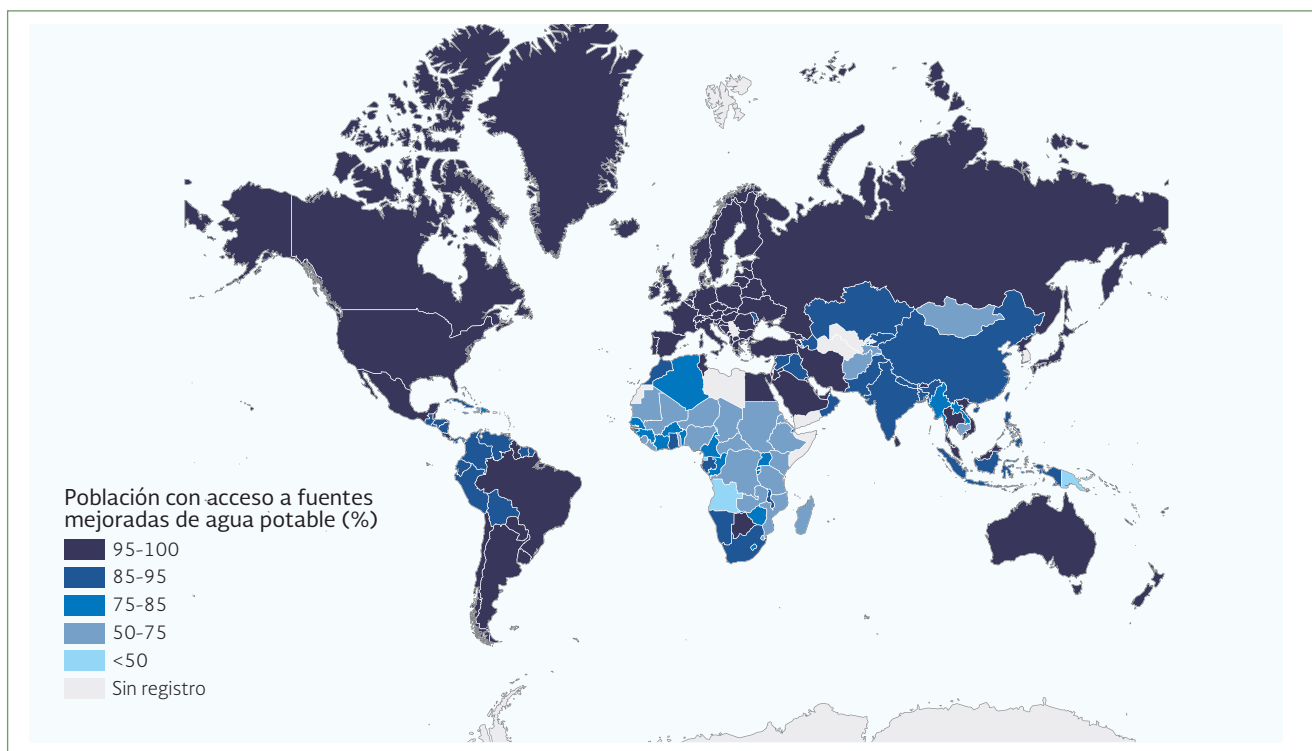 Población con acceso a fuentes
mejoradas de agua potable (%)
95-100
85-95
75-85
50-75
<50
Sin registro